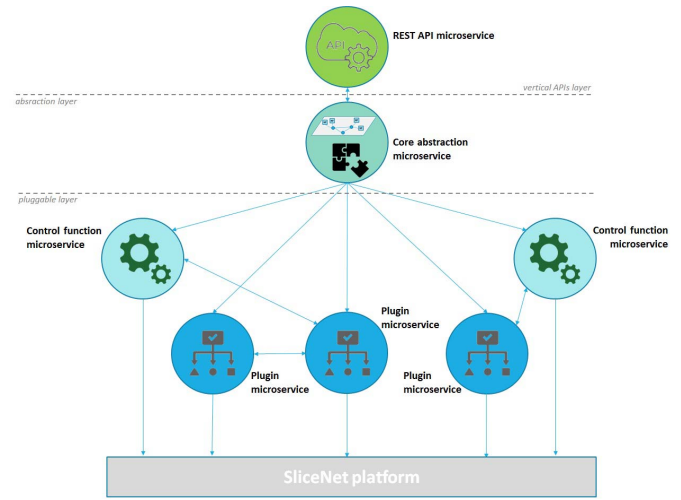 API
REST API microservice
vertical APIs layer
absraction layer
Core abstraction
microservice
pluggable layer
Control function
microservice
Control function
microservice
Plugin
microservice
Plugin
microservice
Plugin
microservice
SliceNet platform